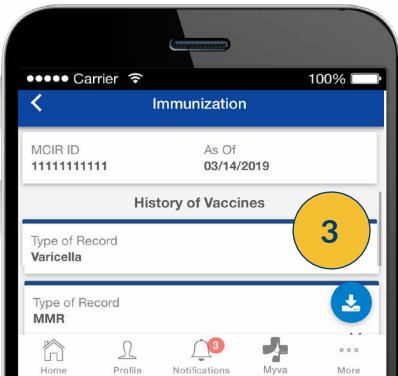 Carrier 100%
Immunization
MCIR ID As Of
11111111111 03/14/2019
History of Vaccines
3
Type of Record
Varicella
Type of Record
MMR
3
Home Profile Notifications Myva More